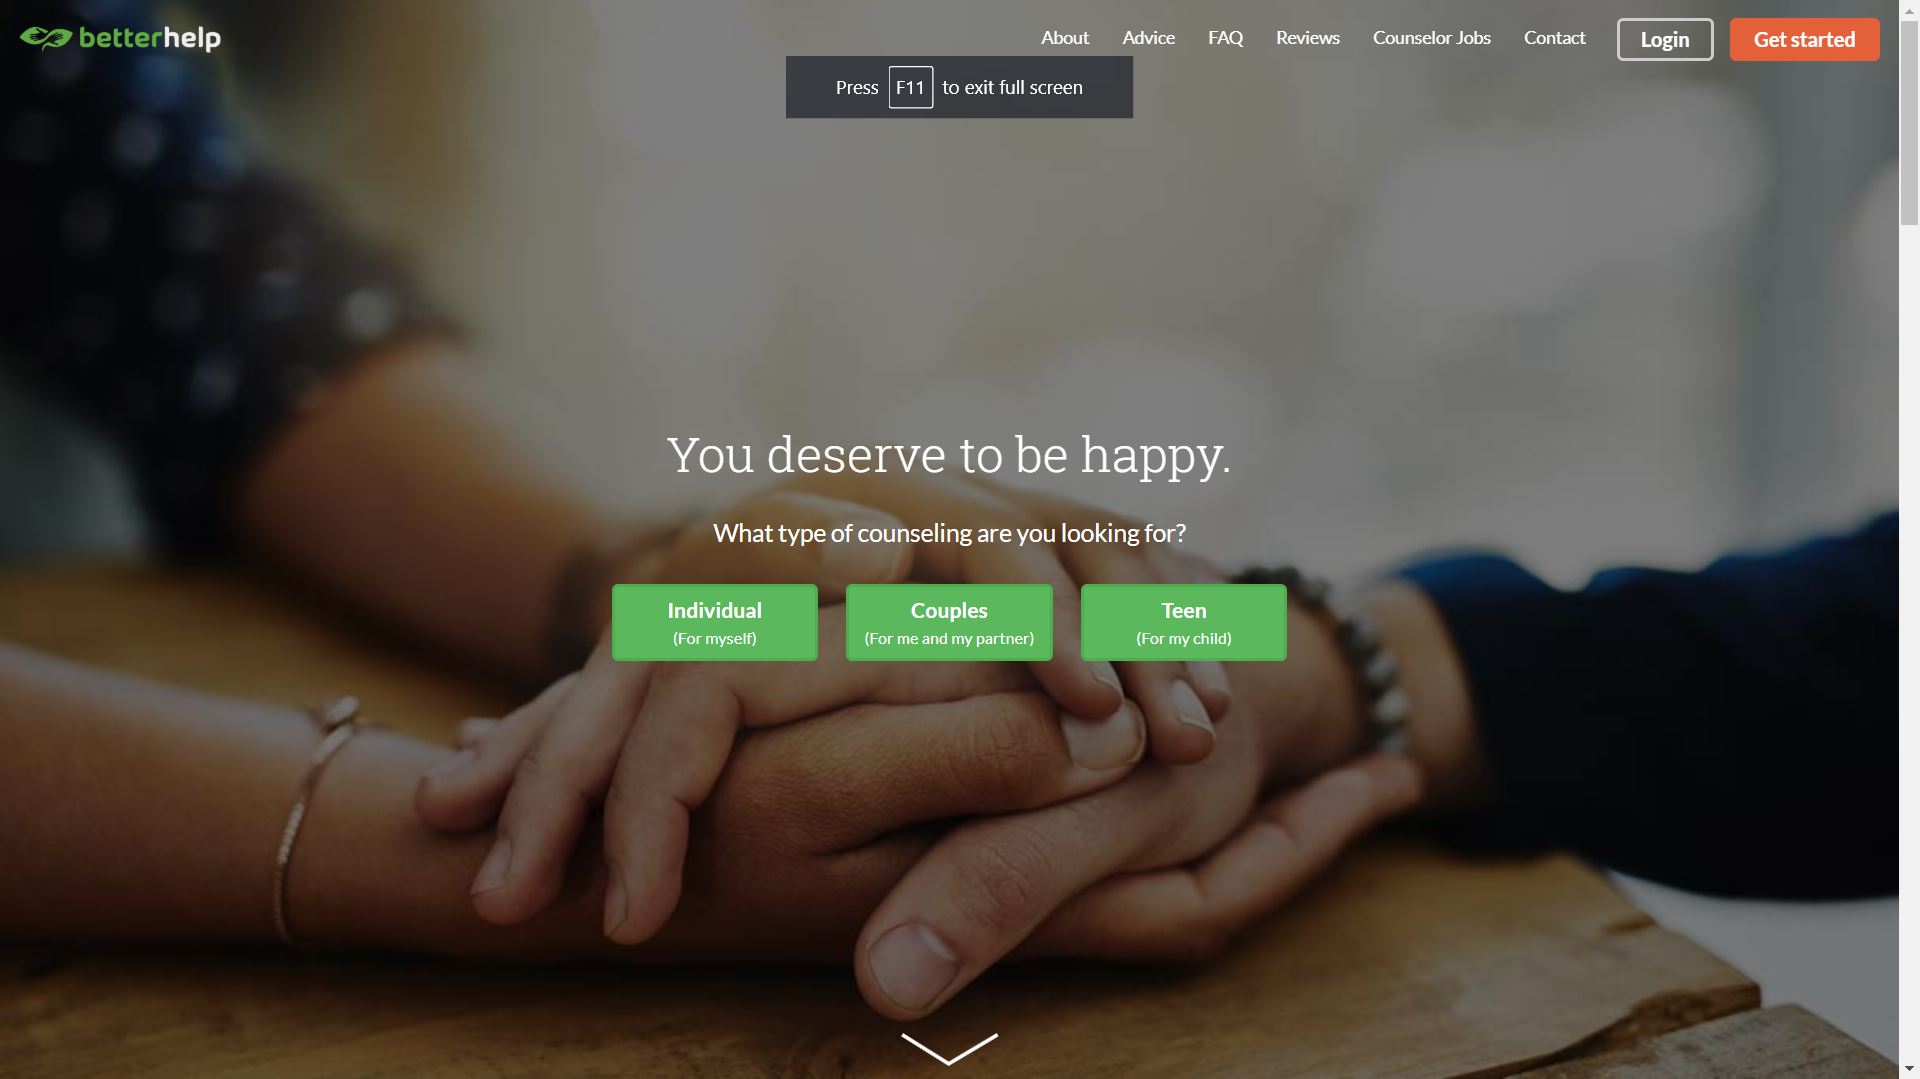 betterhelp
About Advice FAQ Reviews Counselor Jobs Contact Login Get started
Press F11 to exit full screen
You deserve to be happy.
What type of counseling are you looking for?
Individual Couples Teen
(For myself) (For me and my partner) (For my child)